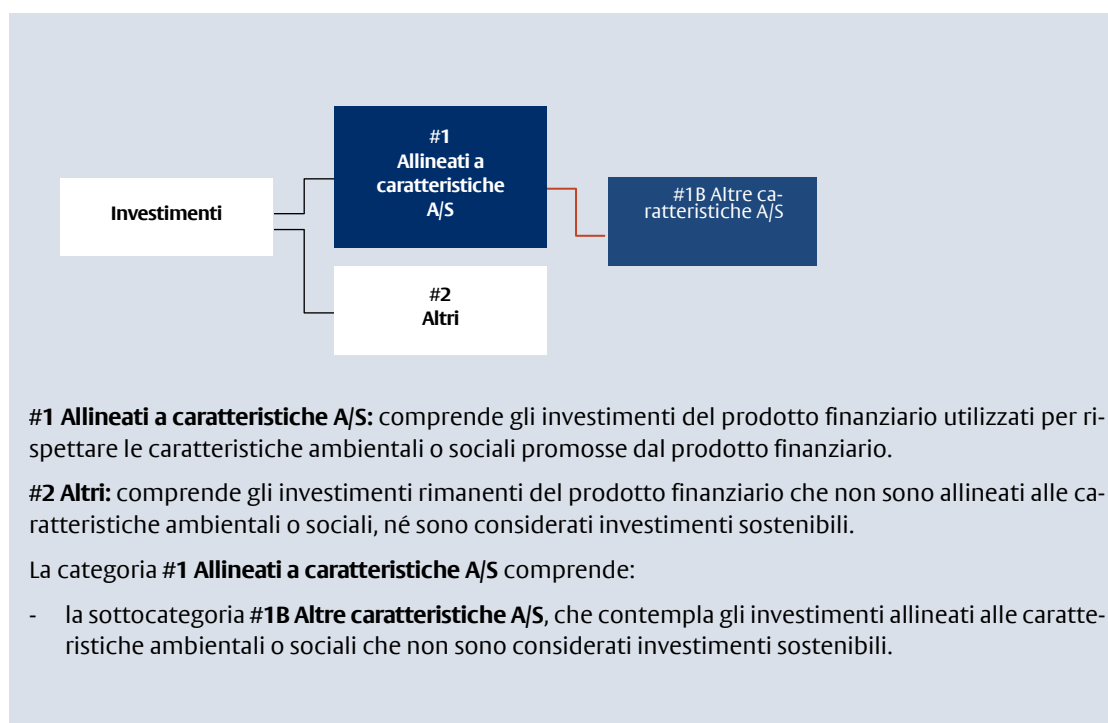 #1
Allineati a
caratteristiche
A/S
Investimenti
#1B Altre ca-
ratteristiche A/S
#2
Altri
#1 Allineati a caratteristiche A/S: comprende gli investimenti del prodotto finanziario utilizzati per ri-
spettare le caratteristiche ambientali o sociali promosse dal prodotto finanziario.
#2 Altri: comprende gli investimenti rimanenti del prodotto finanziario che non sono allineati alle ca-
ratteristiche ambientali o sociali, né sono considerati investimenti sostenibili.
La categoria #1 Allineati a caratteristiche A/S comprende:
- la sottocategoria #1B Altre caratteristiche A/S, che contempla gli investimenti allineati alle caratte-
ristiche ambientali o sociali che non sono considerati investimenti sostenibili.